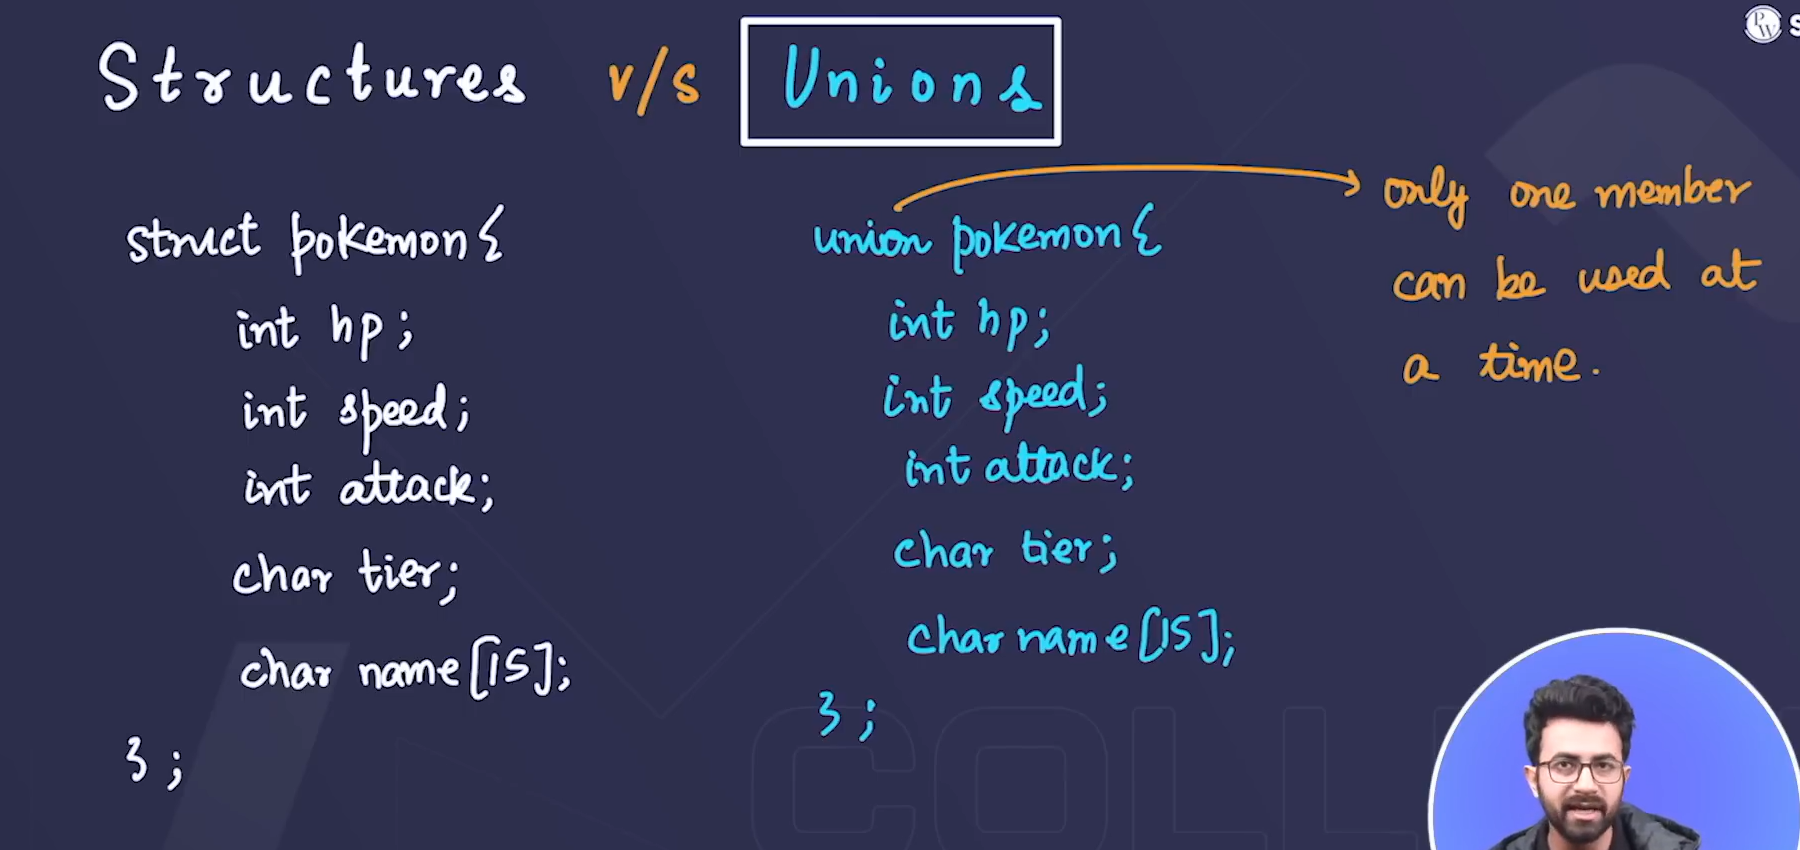 Structures v/s Unions
struct pokemon{
int hp;
int speed;
int attack;
char tier;
char name[15];
};
union pokemon{
int hp;
int speed;
int attack;
char tier;
char name[15];
};
only one member
can be used at
a time.
PW S
COLL